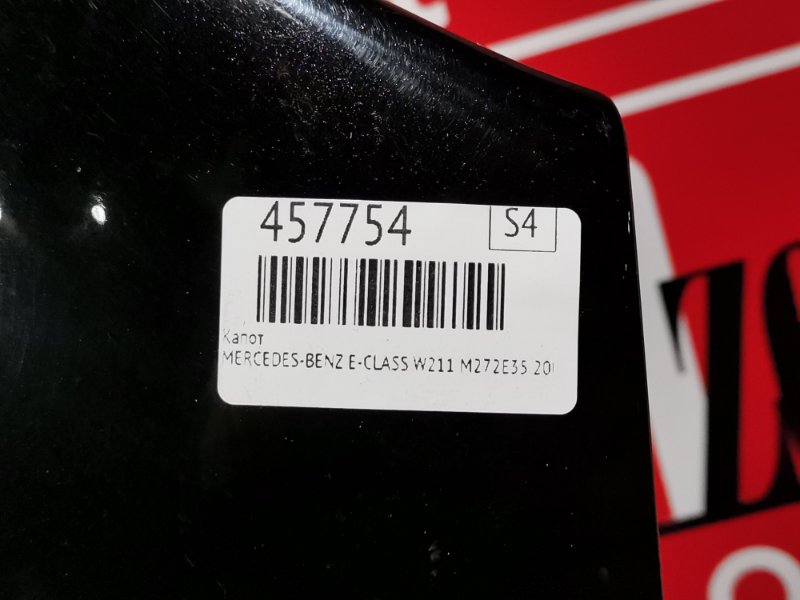 457754
S4
Капот
MERCEDES-BENZ E-CLASS W211 M272E35 20